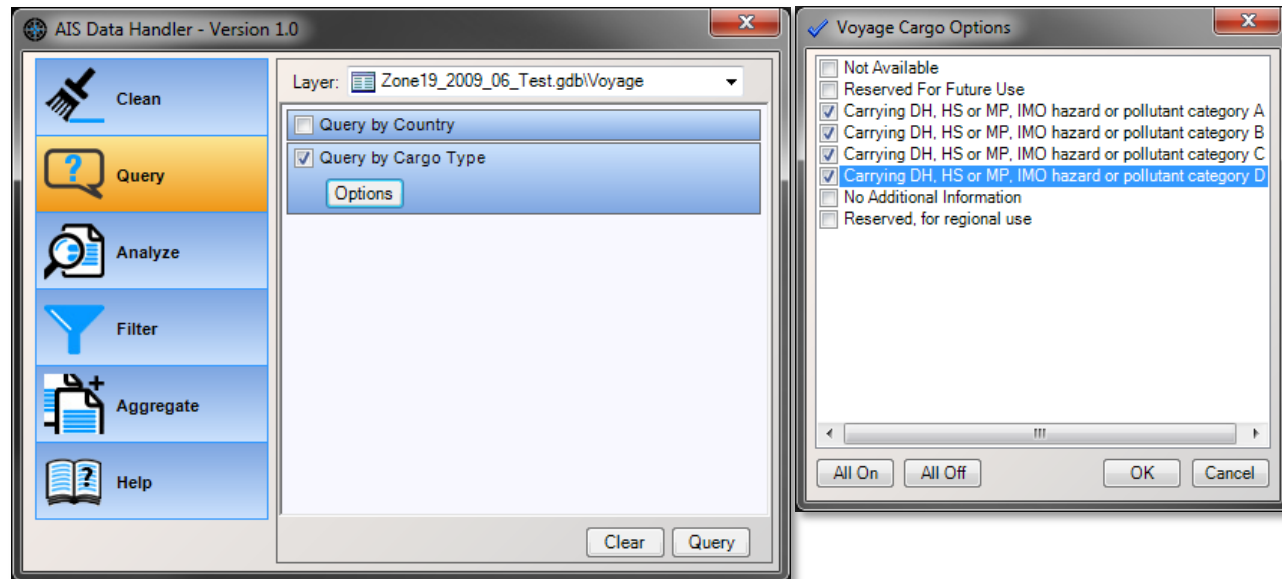 AIS Data Handler - Version 1.0
Clean
Query
Analyze
Filter
Aggregate
Help
Layer: Zone19_2009_06_Test.gdb\Voyage
Query by Country
Query by Cargo Type
Options
Clear Query
Voyage Cargo Options
Not Available
Reserved For Future Use
Carrying DH, HS or MP, IMO hazard or pollutant category A
Carrying DH, HS or MP, IMO hazard or pollutant category B
Carrying DH, HS or MP, IMO hazard or pollutant category C
Carrying DH, HS or MP, IMO hazard or pollutant category D
No Additional Information
Reserved, for regional use
All On All Off OK Cancel